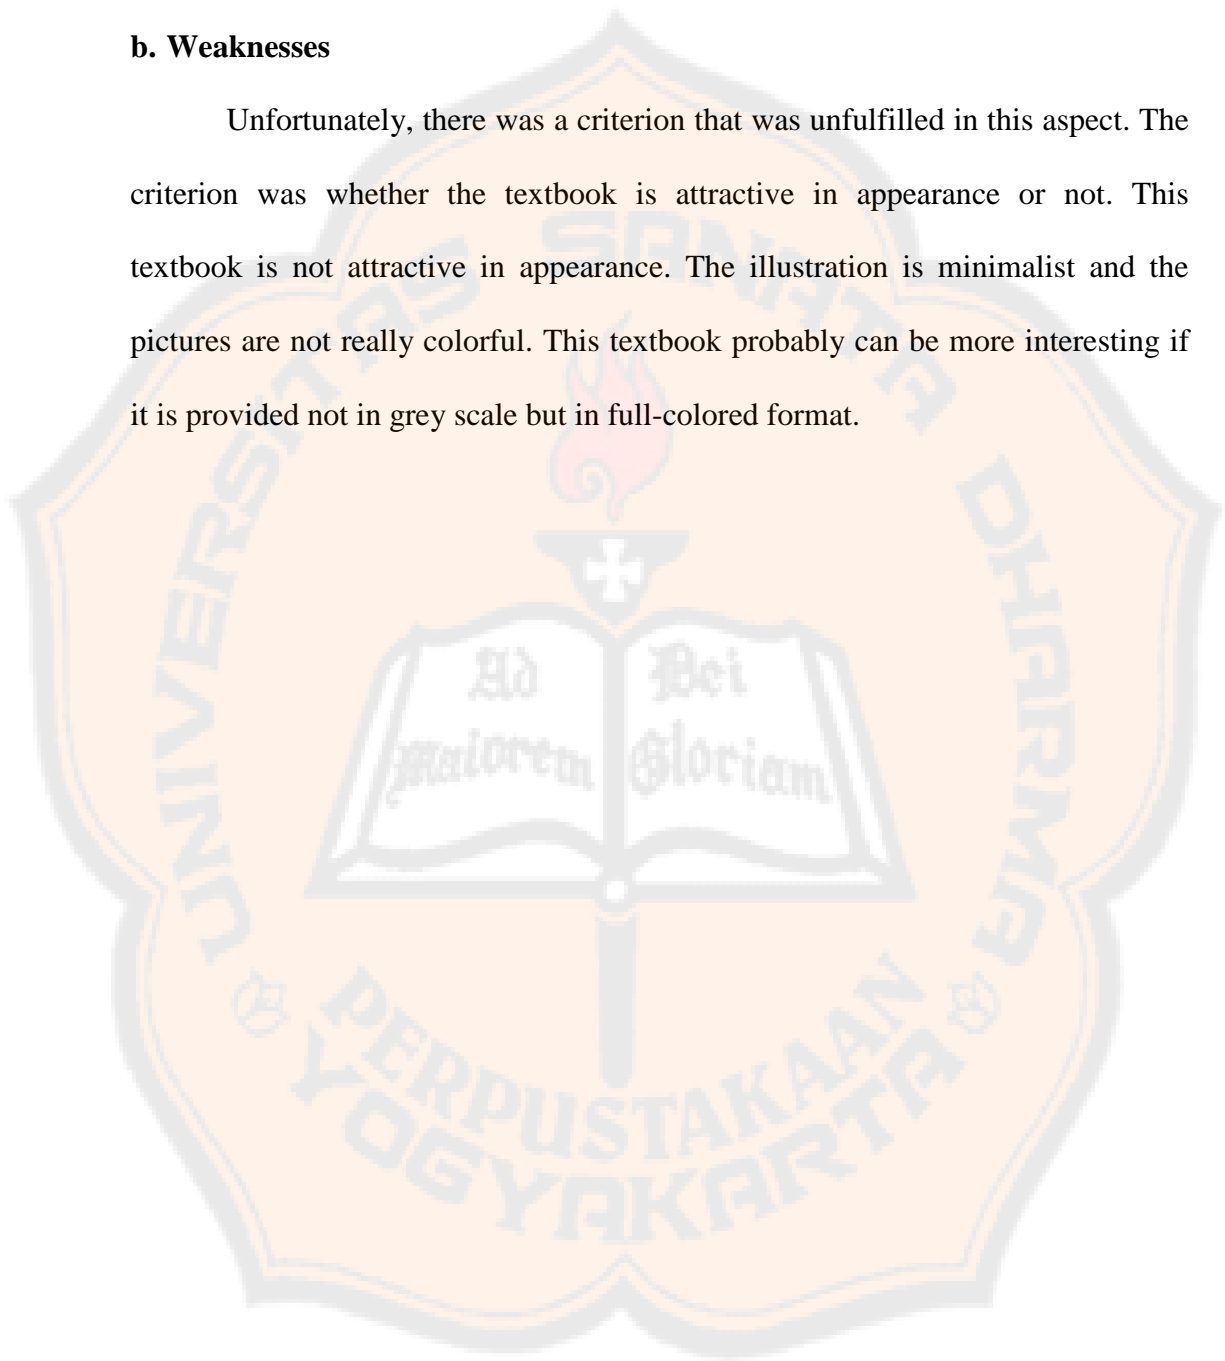 b. Weaknesses
Unfortunately, there was a criterion that was unfulfilled in this aspect. The
criterion was whether the textbook is attractive in appearance or not. This
textbook is not attractive in appearance. The illustration is minimalist and the
pictures are not really colorful. This textbook probably can be more interesting if
it is provided not in grey scale but in full-colored format.
UNIVERSITAS SANATA DHARMA
Ad
Maiorem
Dei
Gloriam
PERPUSTAKAAN
YOGYAKARTA